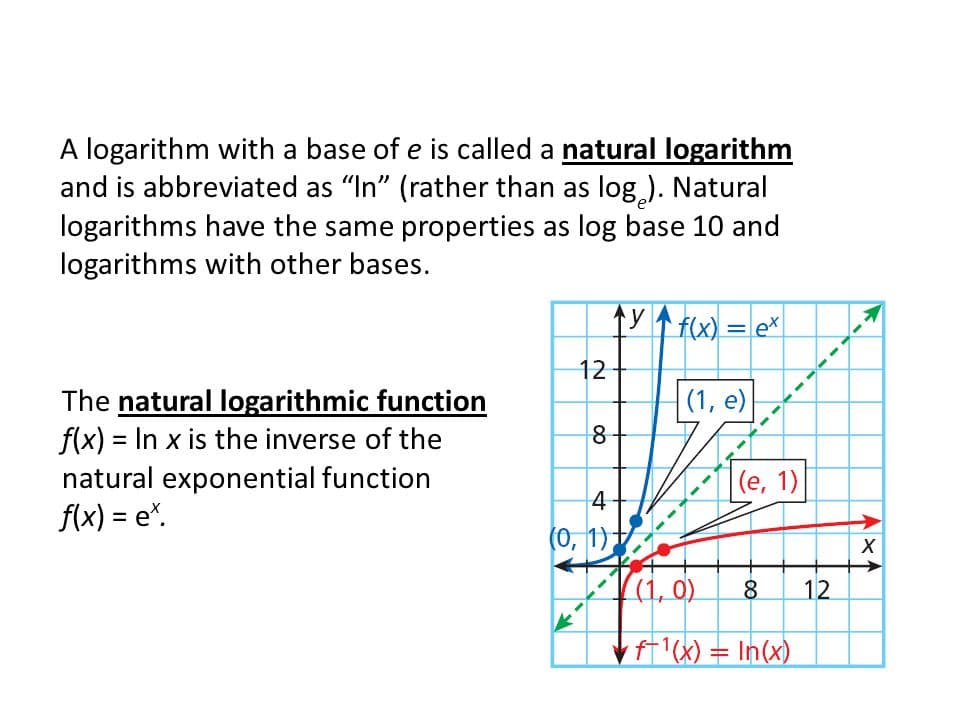 A logarithm with a base of e is called a natural logarithm
and is abbreviated as “ln” (rather than as logₑ). Natural
logarithms have the same properties as log base 10 and
logarithms with other bases.
The natural logarithmic function
f(x) = ln x is the inverse of the
natural exponential function
f(x) = eˣ.
y
f(x) = eˣ
12
(1, e)
8
(e, 1)
4
(0, 1)
x
(1, 0)
8
12
f⁻¹(x) = ln(x)